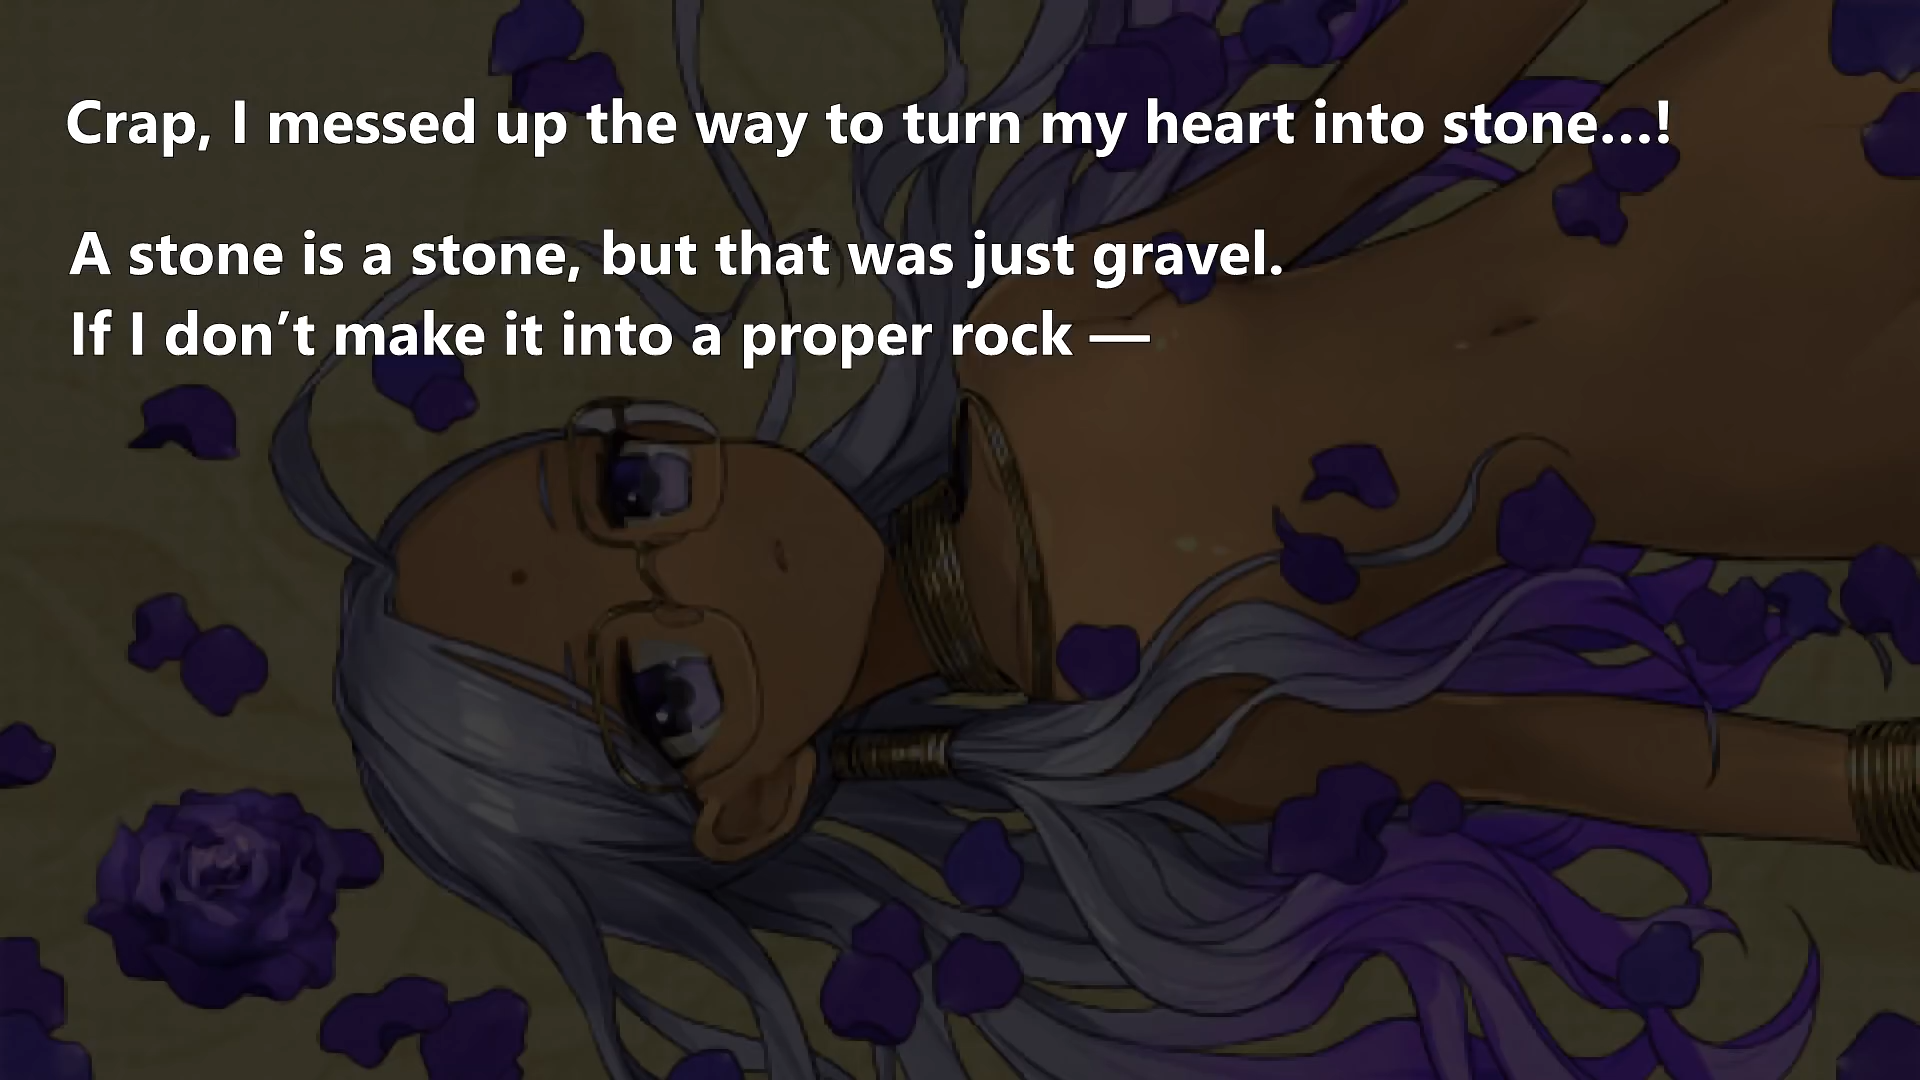 Crap, I messed up the way to turn my heart into stone...!
A stone is a stone, but that was just gravel.
If I don’t make it into a proper rock —